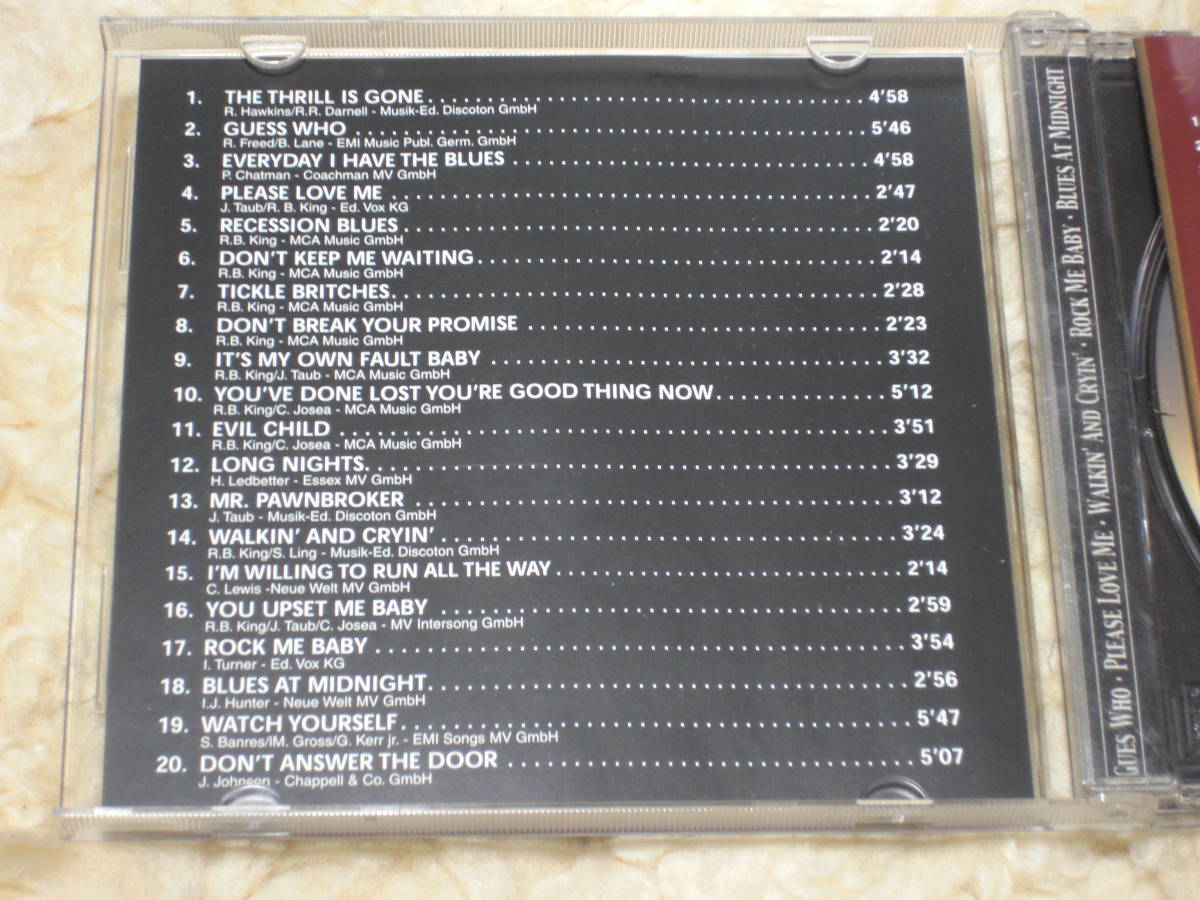 1. THE THRILL IS GONE 4'58
R. Hawkins/R.R. Darnell - Musik-Ed. Discoton GmbH
2. GUESS WHO 5'46
R. Freed/B. Lane - EMI Music Publ. Germ. GmbH
3. EVERYDAY I HAVE THE BLUES 4'58
P. Chatman - Coachman MV GmbH
4. PLEASE LOVE ME 2'47
J. Taub/R. B. King - Ed. Vox KG
5. RECESSION BLUES 2'20
R.B. King - MCA Music GmbH
6. DON'T KEEP ME WAITING 2'14
R.B. King - MCA Music GmbH
7. TICKLE BRITCHES 2'28
R.B. King - MCA Music GmbH
8. DON'T BREAK YOUR PROMISE 2'23
R.B. King - MCA Music GmbH
9. IT'S MY OWN FAULT BABY 3'32
R.B. King/J. Taub - MCA Music GmbH
10. YOU'VE DONE LOST YOU'RE GOOD THING NOW 5'12
R.B. King/C. Josea - MCA Music GmbH
11. EVIL CHILD 3'51
R.B. King/C. Josea - MCA Music GmbH
12. LONG NIGHTS 3'29
H. Ledbetter - Essex MV GmbH
13. MR. PAWNBROKER 3'12
J. Taub - Musik-Ed. Discoton GmbH
14. WALKIN' AND CRYIN' 3'24
R.B. King/S. Ling - Musik-Ed. Discoton GmbH
15. I'M WILLING TO RUN ALL THE WAY 2'14
C. Lewis -Neue Welt MV GmbH
16. YOU UPSET ME BABY 2'59
R.B. King/J. Taub/C. Josea - MV Intersong GmbH
17. ROCK ME BABY 3'54
I. Turner - Ed. Vox KG
18. BLUES AT MIDNIGHT 2'56
I.J. Hunter - Neue Welt MV GmbH
19. WATCH YOURSELF 5'47
S. Banres/IM. Gross/G. Kerr jr. - EMI Songs MV GmbH
20. DON'T ANSWER THE DOOR 5'07
J. Johnson - Chappell & Co. GmbH
GUES WHO · PLEASE LOVE ME · WALKIN' AND CRYIN' · ROCK ME BABY · BLUES AT MIDNIGHT
1
2